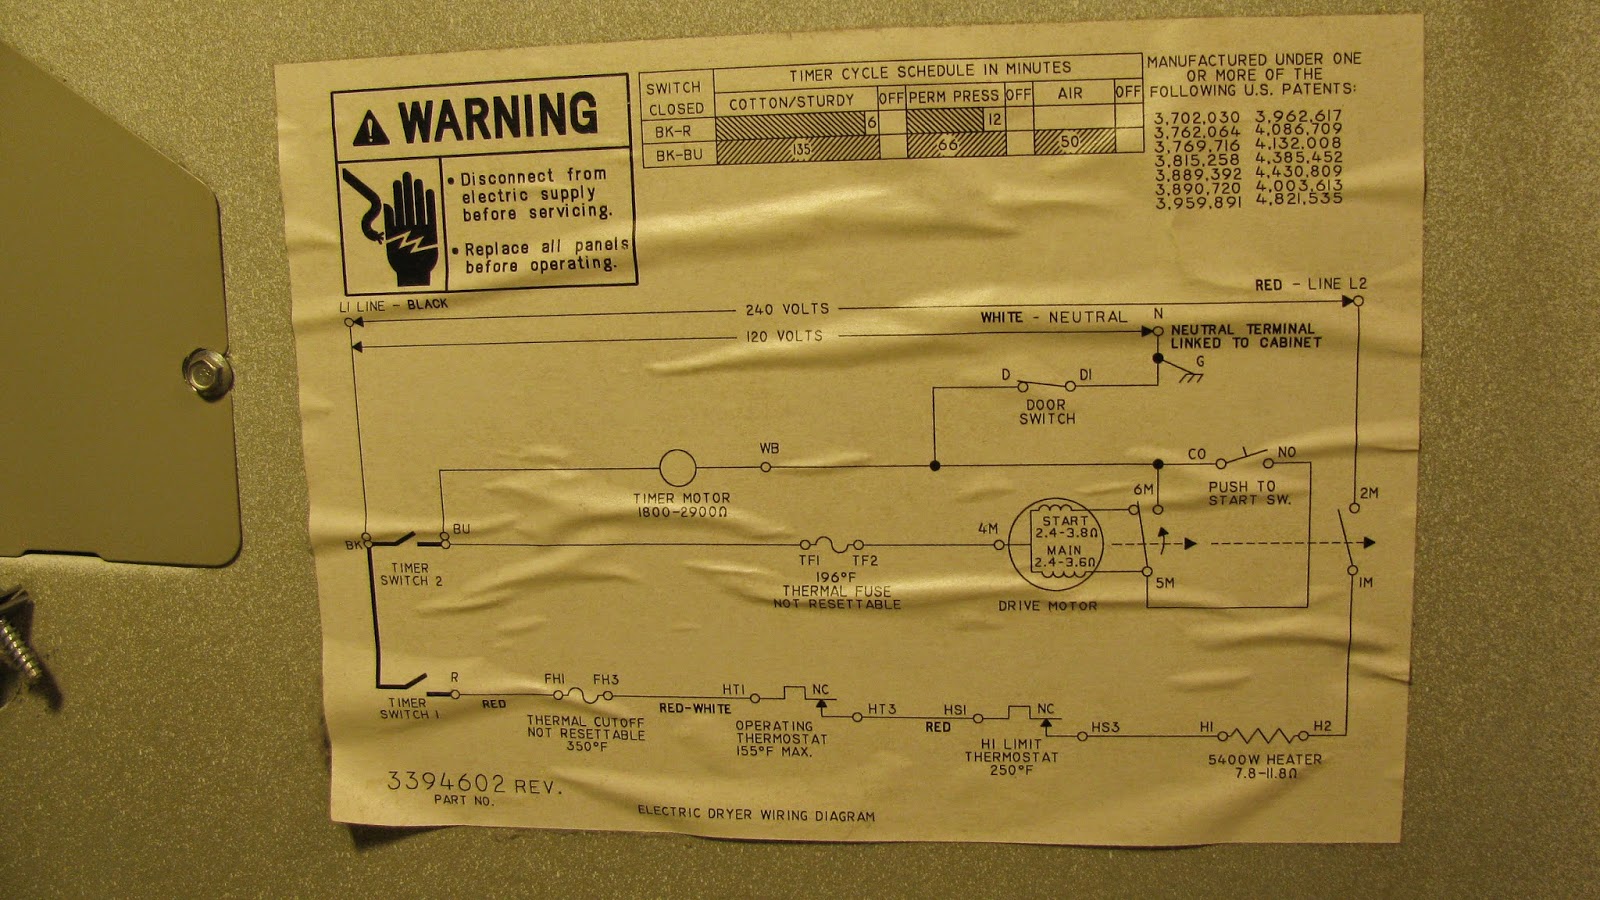 WARNING
• Disconnect from
electric supply
before servicing.
• Replace all panels
before operating.
SWITCH
CLOSED
TIMER CYCLE SCHEDULE IN MINUTES
COTTON/STURDY OFF PERM PRESS OFF AIR OFF
BK-R 6 12
BK-BU 135 66 50
MANUFACTURED UNDER ONE
OR MORE OF THE
FOLLOWING U.S. PATENTS:
3,702,030 3,962,617
3,762,064 4,086,709
3,769,716 4,132,008
3,815,258 4,385,452
3,889,392 4,430,809
3,890,720 4,003,613
3,959,891 4,821,535
L1 LINE - BLACK
RED - LINE L2
240 VOLTS
120 VOLTS
WHITE - NEUTRAL
N
NEUTRAL TERMINAL
LINKED TO CABINET
G
D D1
DOOR
SWITCH
WB
TIMER MOTOR
1800-2900Ω
CO NO
PUSH TO
START SW.
6M
2M
BK
BU
TIMER
SWITCH 2
TF1 TF2
196°F
THERMAL FUSE
NOT RESETTABLE
4M
START
2.4-3.8Ω
MAIN
2.4-3.6Ω
DRIVE MOTOR
5M
1M
R
TIMER
SWITCH 1
RED
FH1 FH3
THERMAL CUTOFF
NOT RESETTABLE
350°F
RED-WHITE
HT1 NC
HT3
OPERATING
THERMOSTAT
155°F MAX.
RED
HS1 NC
HS3
HI LIMIT
THERMOSTAT
250°F
H1 H2
5400W HEATER
7.8-11.8Ω
3394602 REV.
PART NO.
ELECTRIC DRYER WIRING DIAGRAM